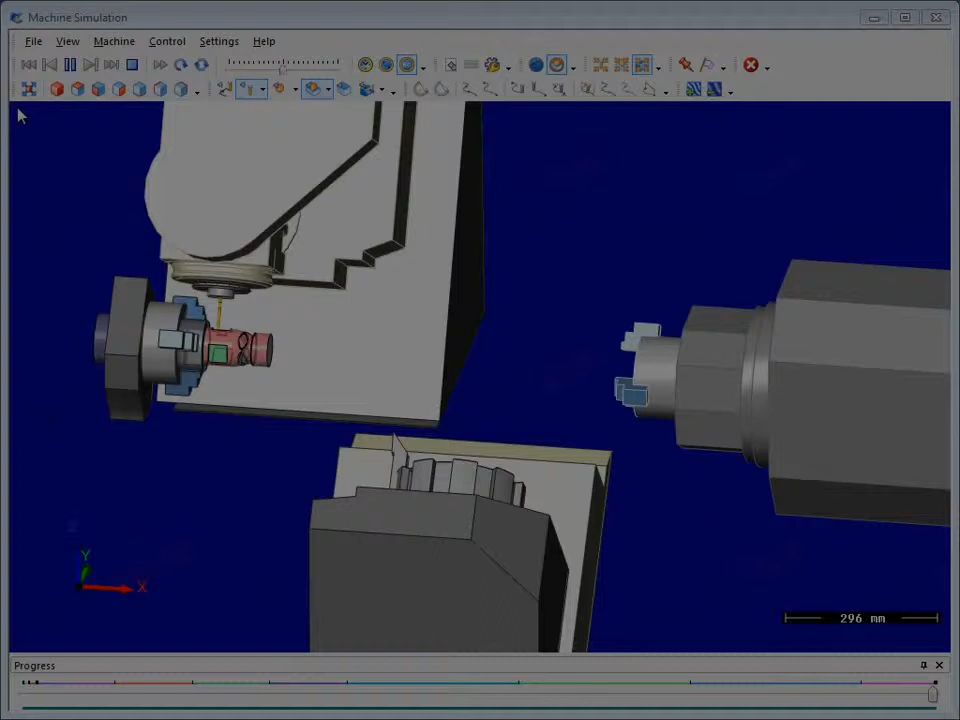 Machine Simulation
File View Machine Control Settings Help
Y
X
296 mm
Progress